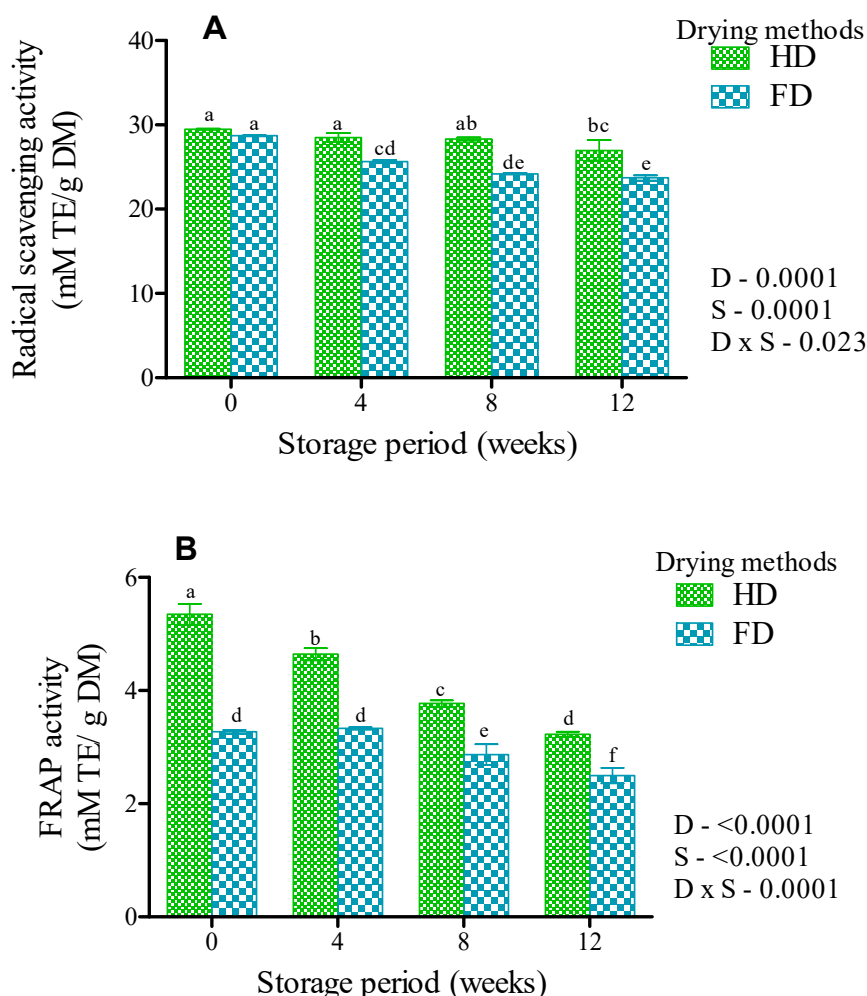 A
Drying methods
HD
FD
Radical scavenging activity
(mM TE/g DM)
40
30
20
10
0
a
a
a
cd
ab
de
bc
e
D - 0.0001
S - 0.0001
D x S - 0.023
0
4
8
12
Storage period (weeks)
B
Drying methods
HD
FD
FRAP activity
(mM TE/ g DM)
6
4
2
0
a
d
b
d
c
e
d
f
D - <0.0001
S - <0.0001
D x S - 0.0001
0
4
8
12
Storage period (weeks)